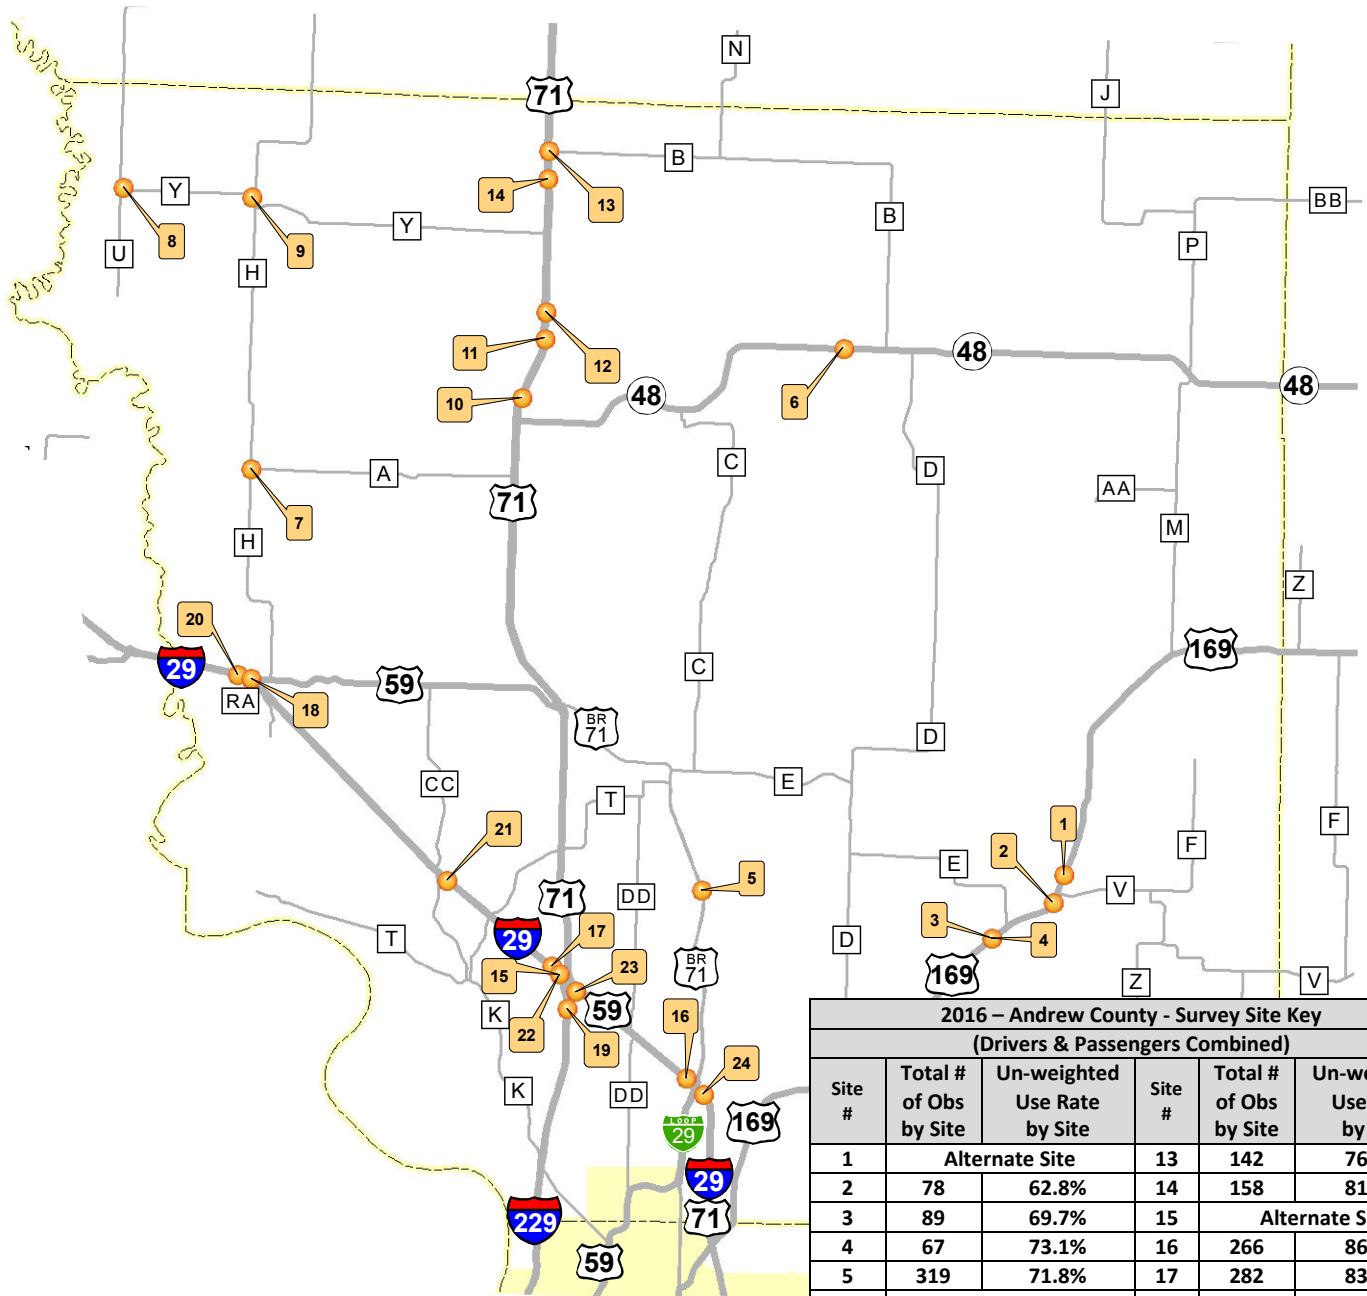 N
71
J
B
14
13
Y
BB
8
9
Y
B
U
H
P
11
12
48
10
6
48
48
A
C
D
71
AA
7
H
M
Z
20
29
169
RA
18
59
C
BR
71
D
CC
E
T
21
1
F
2
F
5
E
V
71
DD
29
T
17
3
4
D
15
23
BR
71
169
Z
V
K
22
59
16
19
24
K
DD
LOOP
29
169
29
71
229
59
2016 – Andrew County - Survey Site Key
(Drivers & Passengers Combined)
Site # Total # of Obs by Site Un-weighted Use Rate by Site Site # Total # of Obs by Site
1 Alternate Site 13 142 76
2 78 62.8% 14 158 81
3 89 69.7% 15 Alternate S
4 67 73.1% 16 266 86
5 319 71.8% 17 282 83